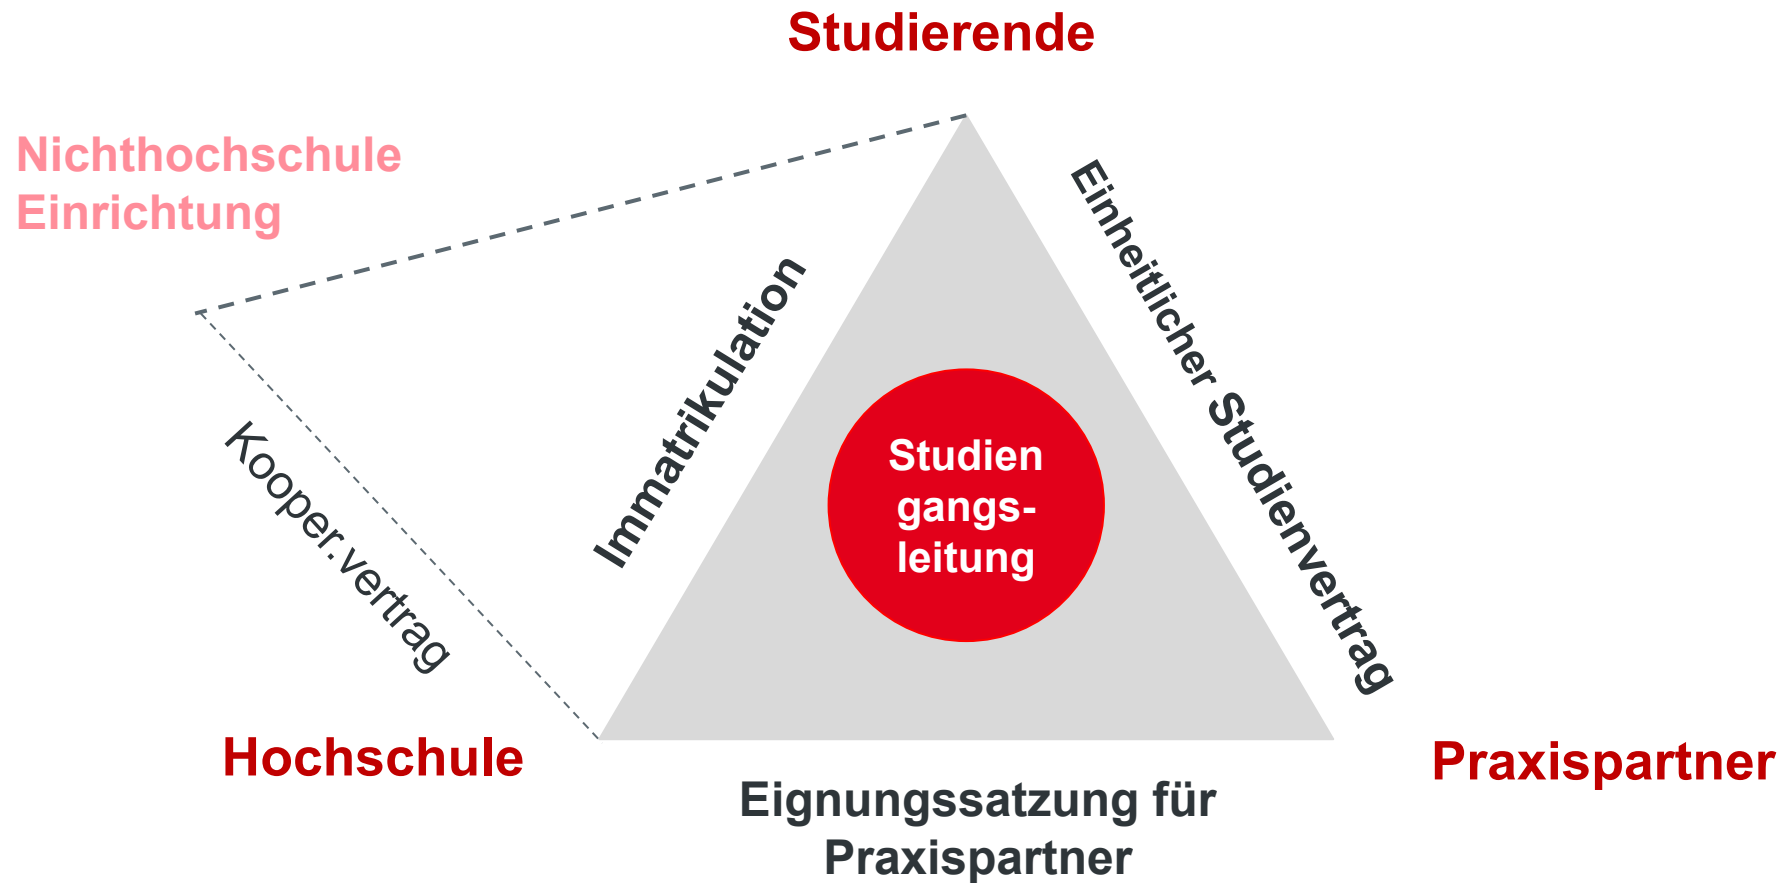 Studierende
Nichthochschule
Einrichtung
Einheitlicher Studienvertrag
Immatrikulation
Studien
gangs-
leitung
Kooper.vertrag
Hochschule
Praxispartner
Eignungssatzung für
Praxispartner